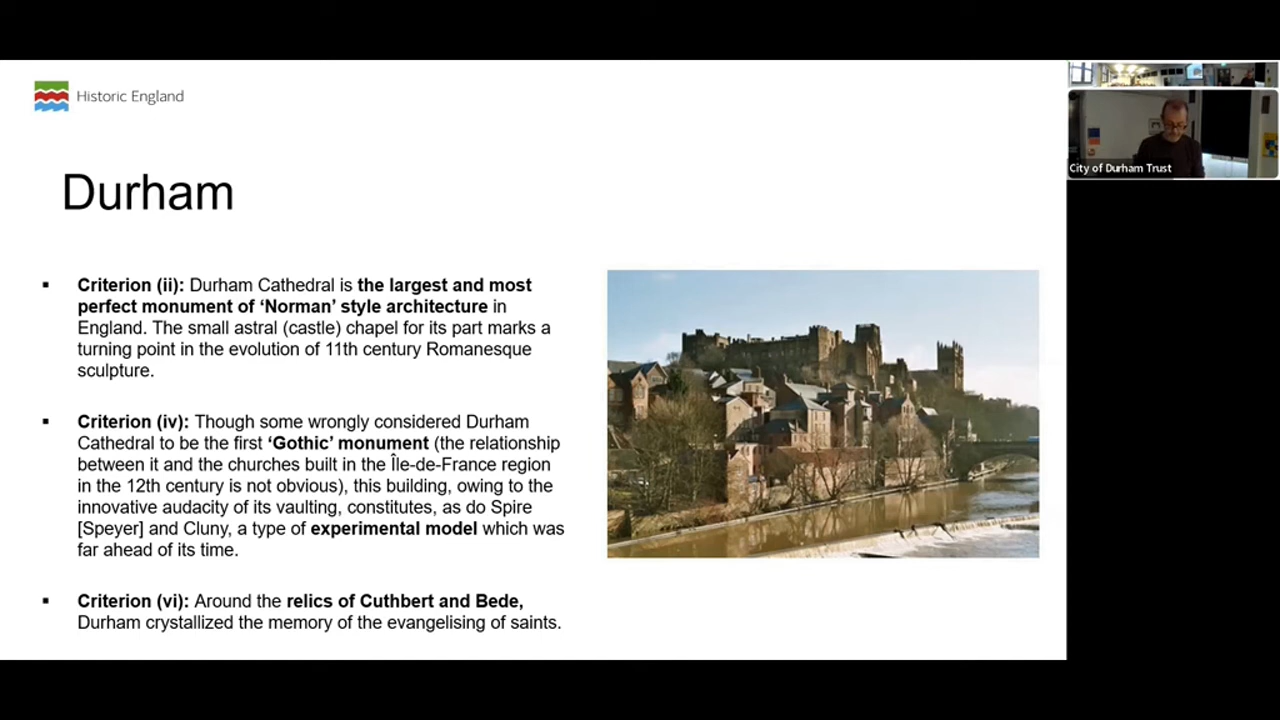 Historic England
Durham
▪ Criterion (ii): Durham Cathedral is the largest and most
perfect monument of ‘Norman’ style architecture in
England. The small astral (castle) chapel for its part marks a
turning point in the evolution of 11th century Romanesque
sculpture.
▪ Criterion (iv): Though some wrongly considered Durham
Cathedral to be the first ‘Gothic’ monument (the relationship
between it and the churches built in the Île-de-France region
in the 12th century is not obvious), this building, owing to the
innovative audacity of its vaulting, constitutes, as do Spire
[Speyer] and Cluny, a type of experimental model which was
far ahead of its time.
▪ Criterion (vi): Around the relics of Cuthbert and Bede,
Durham crystallized the memory of the evangelising of saints.
City of Durham Trust